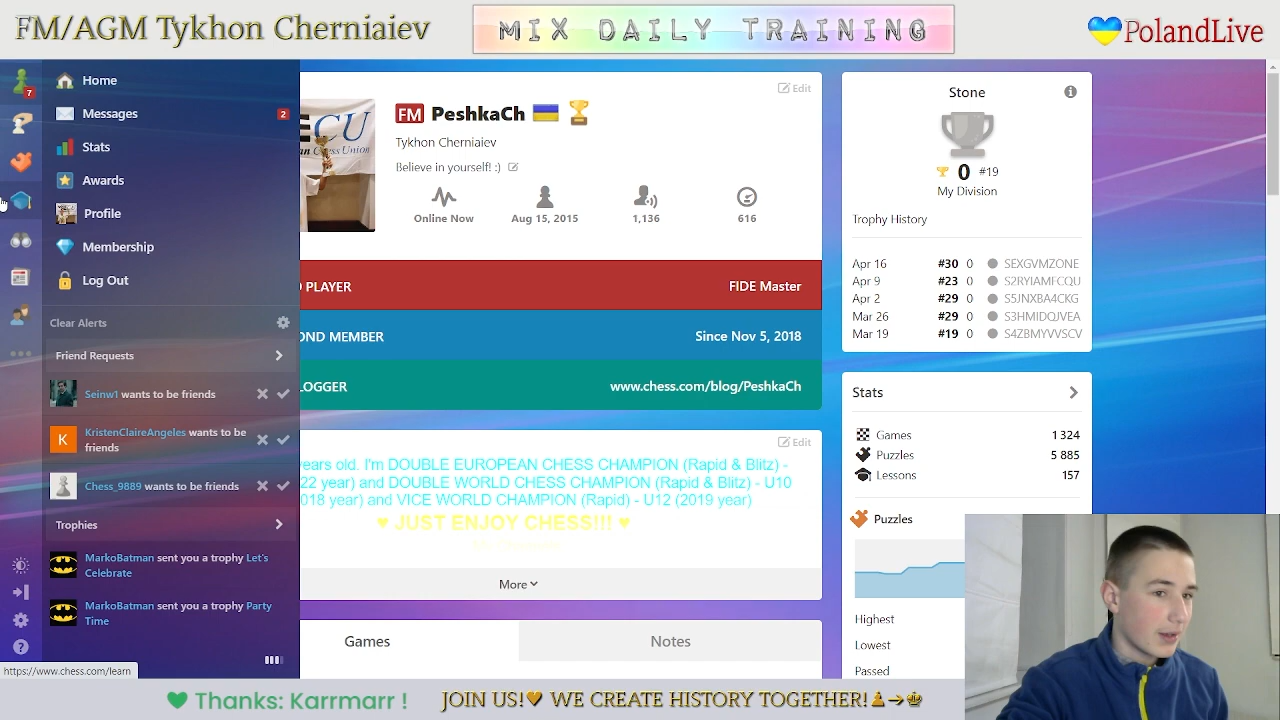 FM/AGM Tykhon Cherniaiev
MIX DAILY TRAINING
PolandLive
7
Home
Messages
2
Stats
Awards
Profile
Membership
Log Out
Clear Alerts
Friend Requests
Seinw1 wants to be friends
KristenClaireAngeles wants to be
friends
Chess_9889 wants to be friends
Trophies
MarkoBatman sent you a trophy Let's
Celebrate
MarkoBatman sent you a trophy Party
Time
https://www.chess.com/learn
Edit
FM PeshkaCh
Tykhon Cherniaiev
Believe in yourself! :)
Online Now
Aug 15, 2015
1,136
616
PLAYER
FIDE Master
OND MEMBER
Since Nov 5, 2018
LOGGER
www.chess.com/blog/PeshkaCh
Edit
years old. I'm DOUBLE EUROPEAN CHESS CHAMPION (Rapid & Blitz) -
22 year) and DOUBLE WORLD CHESS CHAMPION (Rapid & Blitz) - U10
018 year) and VICE WORLD CHAMPION (Rapid) - U12 (2019 year)
♥ JUST ENJOY CHESS!!! ♥
More
Games
Notes
Stone
0 #19
My Division
Trophy History
Apr 16 #30 0 SEXGVMZONE
Apr 9 #23 0 S2RYIAMFCQU
Apr 2 #29 0 S5JNXBA4CKG
Mar 26 #29 0 S3HMIDQJVEA
Mar 19 #19 0 S4ZBMYVVSCV
Stats
Games 1 324
Puzzles 5 885
Lessons 157
Puzzles
Highest
Lowest
Passed
ECU
an Chess Union
Thanks: Karrmarr !
JOIN US!🧡 WE CREATE HISTORY TOGETHER!♟➔♚